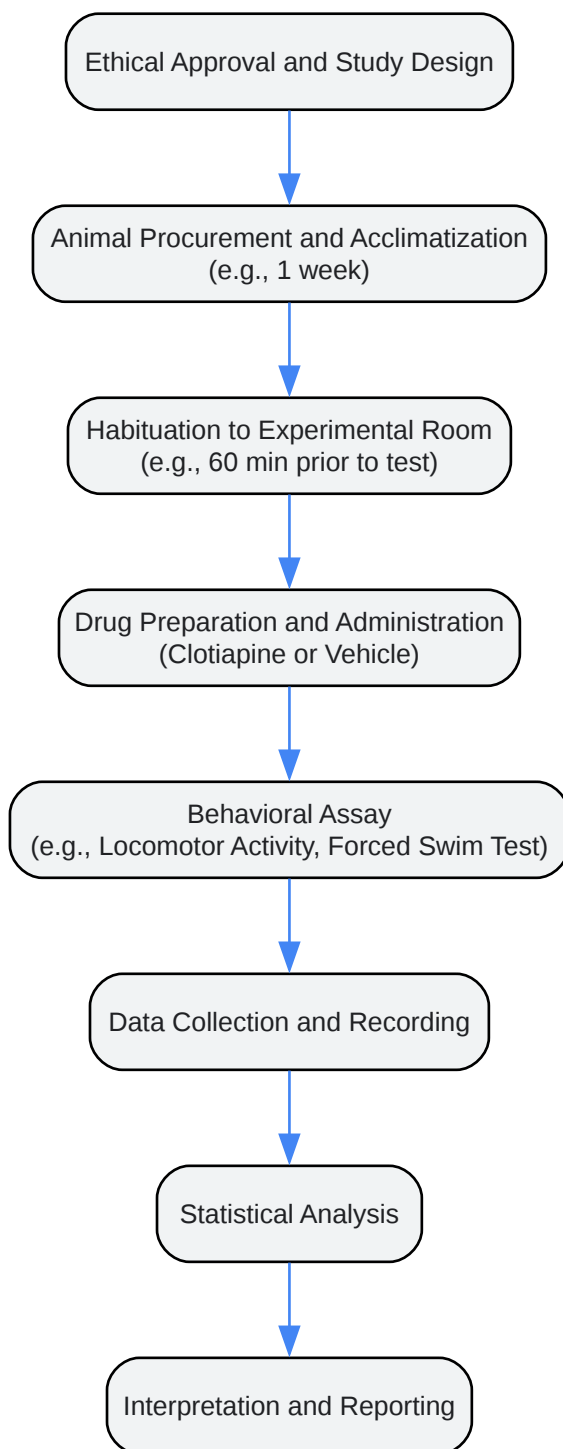 Ethical Approval and Study Design
Animal Procurement and Acclimatization
(e.g., 1 week)
Habituation to Experimental Room
(e.g., 60 min prior to test)
Drug Preparation and Administration
(Clotiapine or Vehicle)
Behavioral Assay
(e.g., Locomotor Activity, Forced Swim Test)
Data Collection and Recording
Statistical Analysis
Interpretation and Reporting